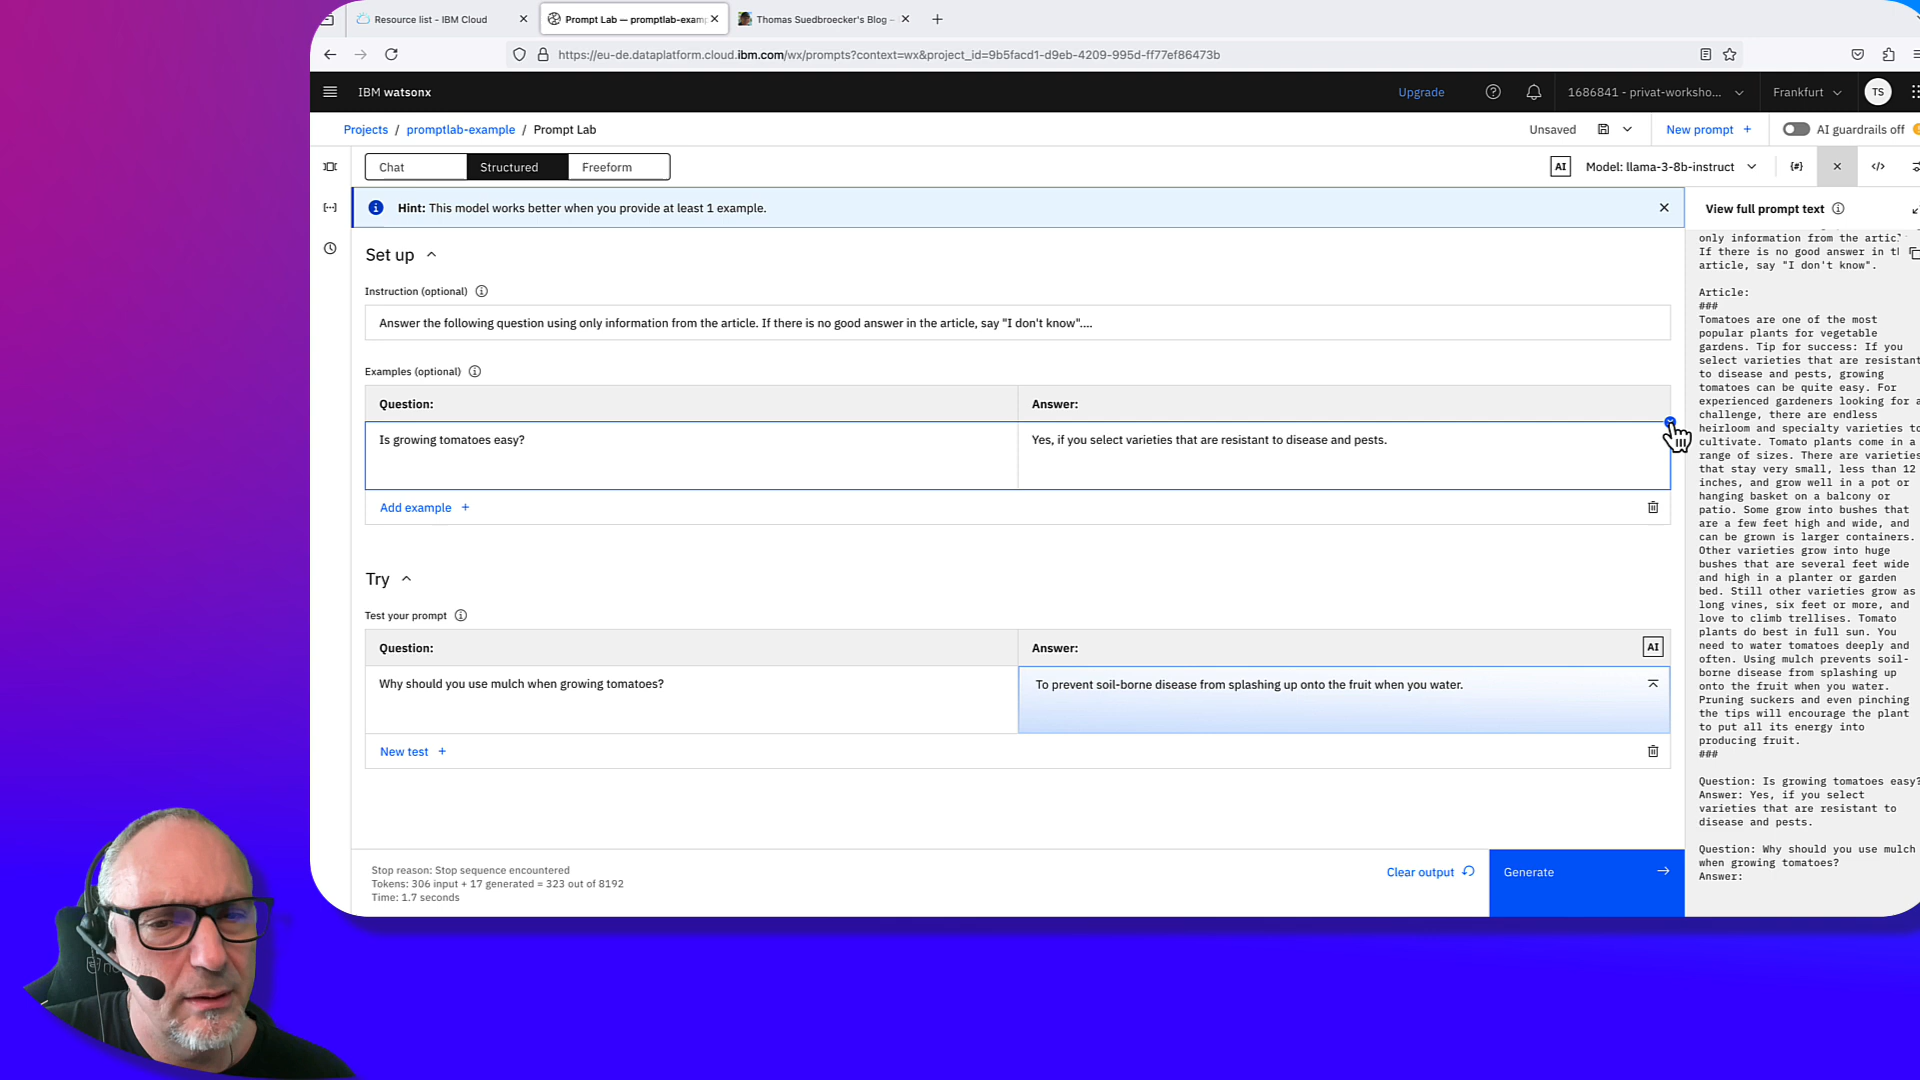 Resource list - IBM Cloud
Prompt Lab — promptlab-exam
Thomas Suedbroecker's Blog –
https://eu-de.dataplatform.cloud.ibm.com/wx/prompts?context=wx&project_id=9b5facd1-d9eb-4209-995d-ff77ef86473b
IBM watsonx
Upgrade
1686841 - privat-worksho...
Frankfurt
TS
Projects / promptlab-example / Prompt Lab
Unsaved
New prompt +
AI guardrails off
Chat
Structured
Freeform
AI
Model: llama-3-8b-instruct
{#}
Hint: This model works better when you provide at least 1 example.
View full prompt text
Set up
Instruction (optional)
Answer the following question using only information from the article. If there is no good answer in the article, say "I don't know"....
Examples (optional)
Question:
Answer:
Is growing tomatoes easy?
Yes, if you select varieties that are resistant to disease and pests.
Add example +
Try
Test your prompt
Question:
Answer:
AI
Why should you use mulch when growing tomatoes?
To prevent soil-borne disease from splashing up onto the fruit when you water.
New test +
Stop reason: Stop sequence encountered
Tokens: 306 input + 17 generated = 323 out of 8192
Time: 1.7 seconds
Clear output
Generate
only information from the artic
If there is no good answer in t
article, say "I don't know".
Article:
###
Tomatoes are one of the most
popular plants for vegetable
gardens. Tip for success: If you
select varieties that are resistant
to disease and pests, growing
tomatoes can be quite easy. For
experienced gardeners looking for a
challenge, there are endless
heirloom and specialty varieties to
cultivate. Tomato plants come in a
range of sizes. There are varieties
that stay very small, less than 12
inches, and grow well in a pot or
hanging basket on a balcony or
patio. Some grow into bushes that
are a few feet high and wide, and
can be grown is larger containers.
Other varieties grow into huge
bushes that are several feet wide
and high in a planter or garden
bed. Still other varieties grow as
long vines, six feet or more, and
love to climb trellises. Tomato
plants do best in full sun. You
need to water tomatoes deeply and
often. Using mulch prevents soil-
borne disease from splashing up
onto the fruit when you water.
Pruning suckers and even pinching
the tips will encourage the plant
to put all its energy into
producing fruit.
###
Question: Is growing tomatoes easy?
Answer: Yes, if you select
varieties that are resistant to
disease and pests.
Question: Why should you use mulch
when growing tomatoes?
Answer: